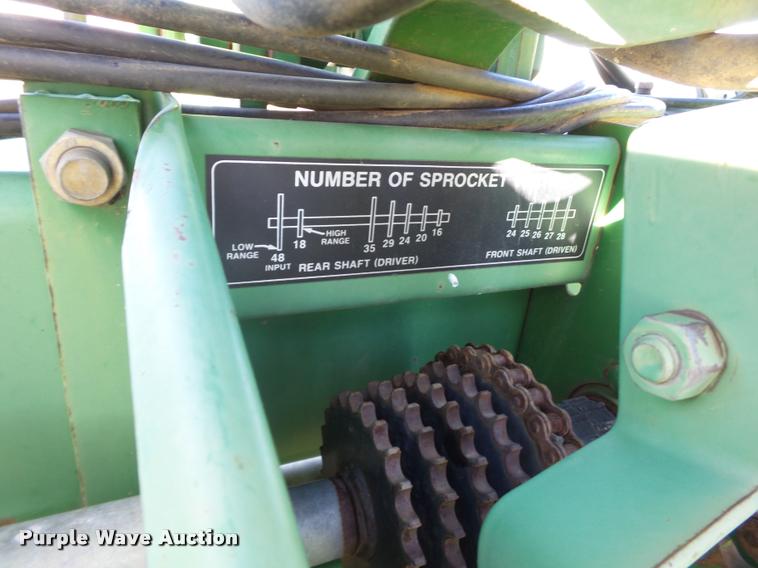 NUMBER OF SPROCKET
LOW RANGE
48
INPUT
18
HIGH RANGE
35 29 24 20 16
REAR SHAFT (DRIVER)
24 25 26 27 28
FRONT SHAFT (DRIVEN)
Purple Wave Auction